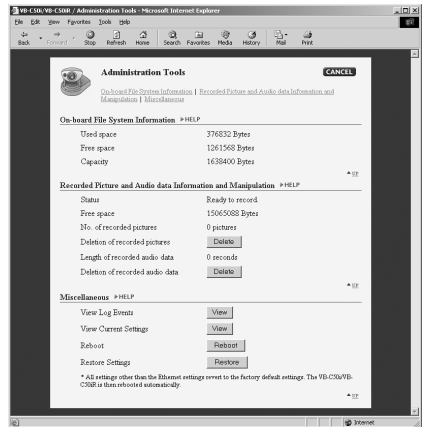 VB-C50i/VB-C50iR / Administration Tools - Microsoft Internet Explorer
File Edit View Favorites Tools Help
Back Forward Stop Refresh Home Search Favorites Media History Mail Print
Administration Tools
CANCEL
On-board File System Information | Recorded Picture and Audio data Information and
Manipulation | Miscellaneous
On-board File System Information HELP
Used space 376832 Bytes
Free space 1261568 Bytes
Capacity 1638400 Bytes
UP
Recorded Picture and Audio data Information and Manipulation HELP
Status Ready to record
Free space 15065088 Bytes
No. of recorded pictures 0 pictures
Deletion of recorded pictures Delete
Length of recorded audio data 0 seconds
Deletion of recorded audio data Delete
UP
Miscellaneous HELP
View Log Events View
View Current Settings View
Reboot Reboot
Restore Settings Restore
* All settings other than the Ethernet settings revert to the factory default settings. The VB-C50i/VB-
C50iR is then rebooted automatically.
UP
Internet